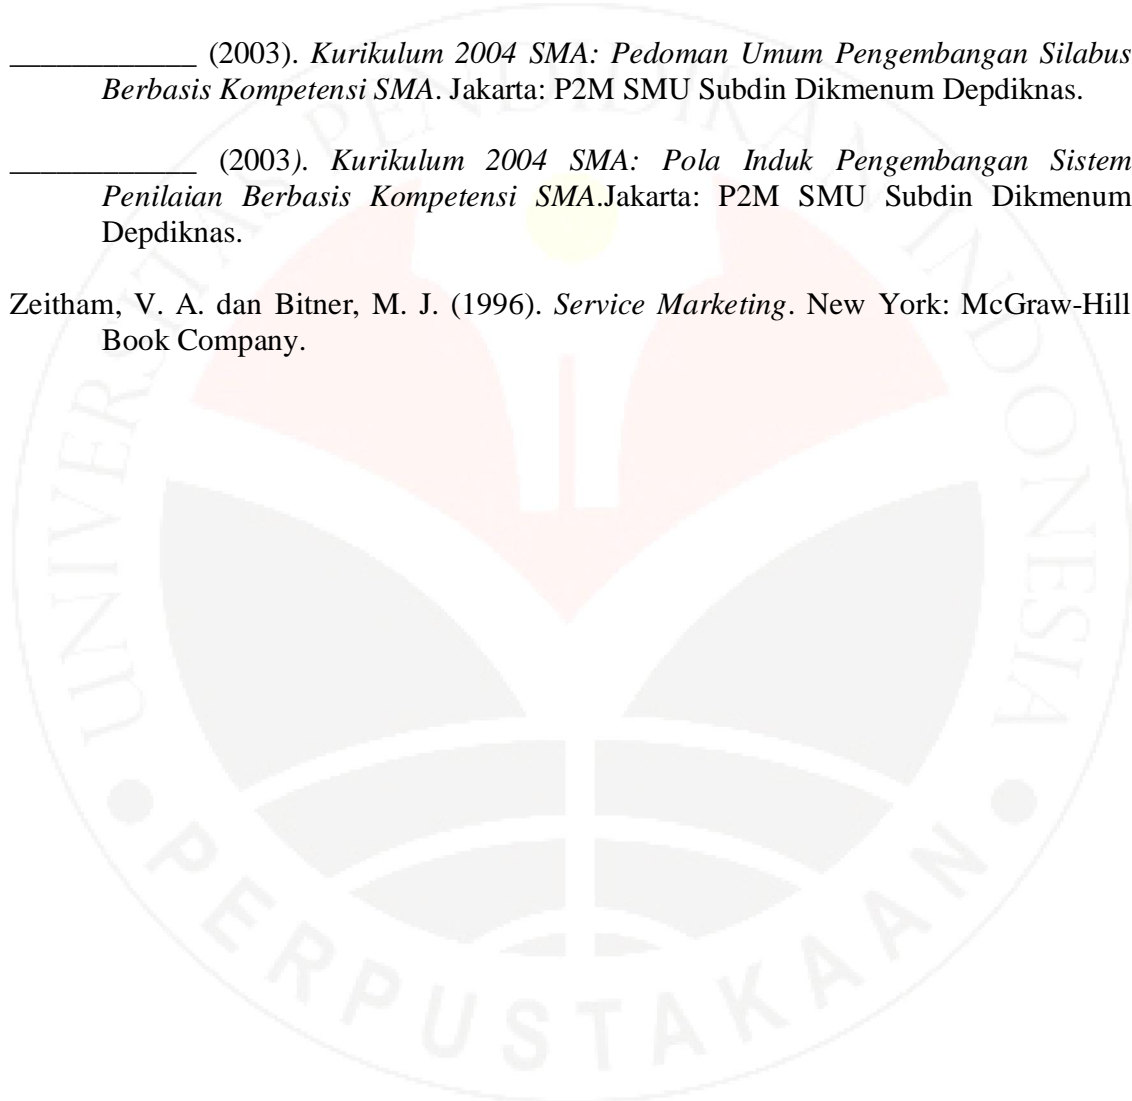 ____________ (2003). Kurikulum 2004 SMA: Pedoman Umum Pengembangan Silabus
Berbasis Kompetensi SMA. Jakarta: P2M SMU Subdin Dikmenum Depdiknas.
____________ (2003). Kurikulum 2004 SMA: Pola Induk Pengembangan Sistem
Penilaian Berbasis Kompetensi SMA.Jakarta: P2M SMU Subdin Dikmenum
Depdiknas.
Zeitham, V. A. dan Bitner, M. J. (1996). Service Marketing. New York: McGraw-Hill
Book Company.
UNIVERSITAS PENDIDIKAN INDONESIA
PERPUSTAKAAN